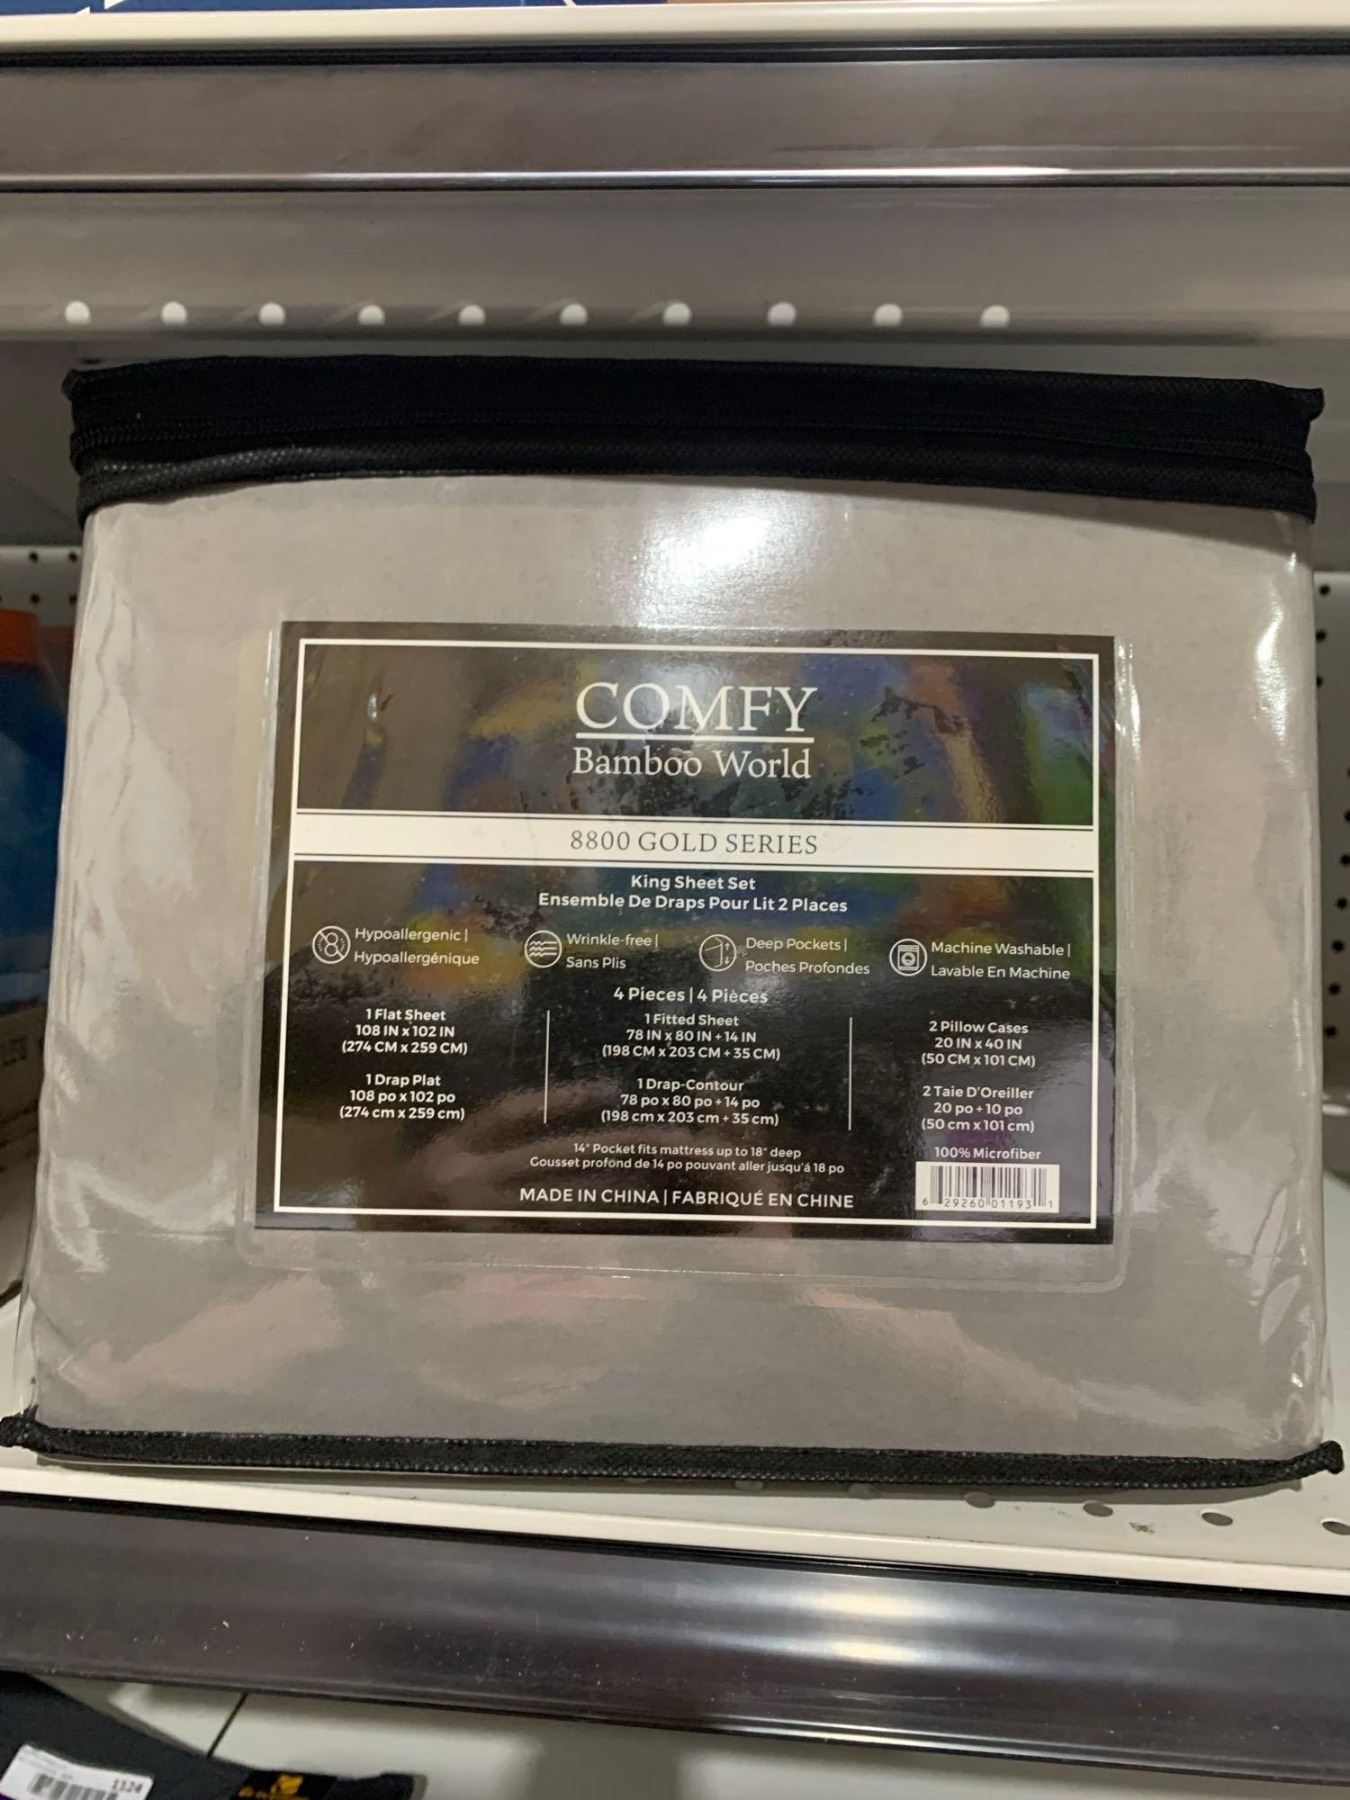 COMFY
Bamboo World
8800 GOLD SERIES
King Sheet Set
Ensemble De Draps Pour Lit 2 Places
Hypoallergenic |
Hypoallergénique
Wrinkle-free |
Sans Plis
Deep Pockets |
Poches Profondes
Machine Washable |
Lavable En Machine
4 Pieces | 4 Pièces
1 Flat Sheet
108 IN x 102 IN
(274 CM x 259 CM)
1 Drap Plat
108 po x 102 po
(274 cm x 259 cm)
1 Fitted Sheet
78 IN x 80 IN + 14 IN
(198 CM x 203 CM + 35 CM)
1 Drap-Contour
78 po x 80 po + 14 po
(198 cm x 203 cm + 35 cm)
2 Pillow Cases
20 IN x 40 IN
(50 CM x 101 CM)
2 Taie D'Oreiller
20 po + 10 po
(50 cm x 101 cm)
14" Pocket fits mattress up to 18" deep
Gousset profond de 14 po pouvant aller jusqu'á 18 po
MADE IN CHINA | FABRIQUÉ EN CHINE
100% Microfiber
6 29260 01193 1
1124